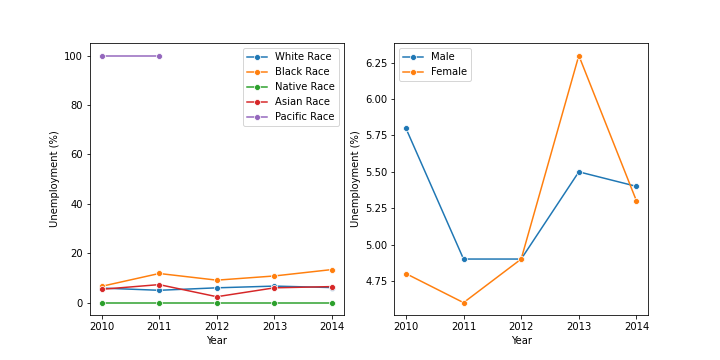 Unemployment (%)
100
80
60
40
20
0
2010 2011 2012 2013 2014
Year
White Race
Black Race
Native Race
Asian Race
Pacific Race
Unemployment (%)
6.25
6.00
5.75
5.50
5.25
5.00
4.75
2010 2011 2012 2013 2014
Year
Male
Female